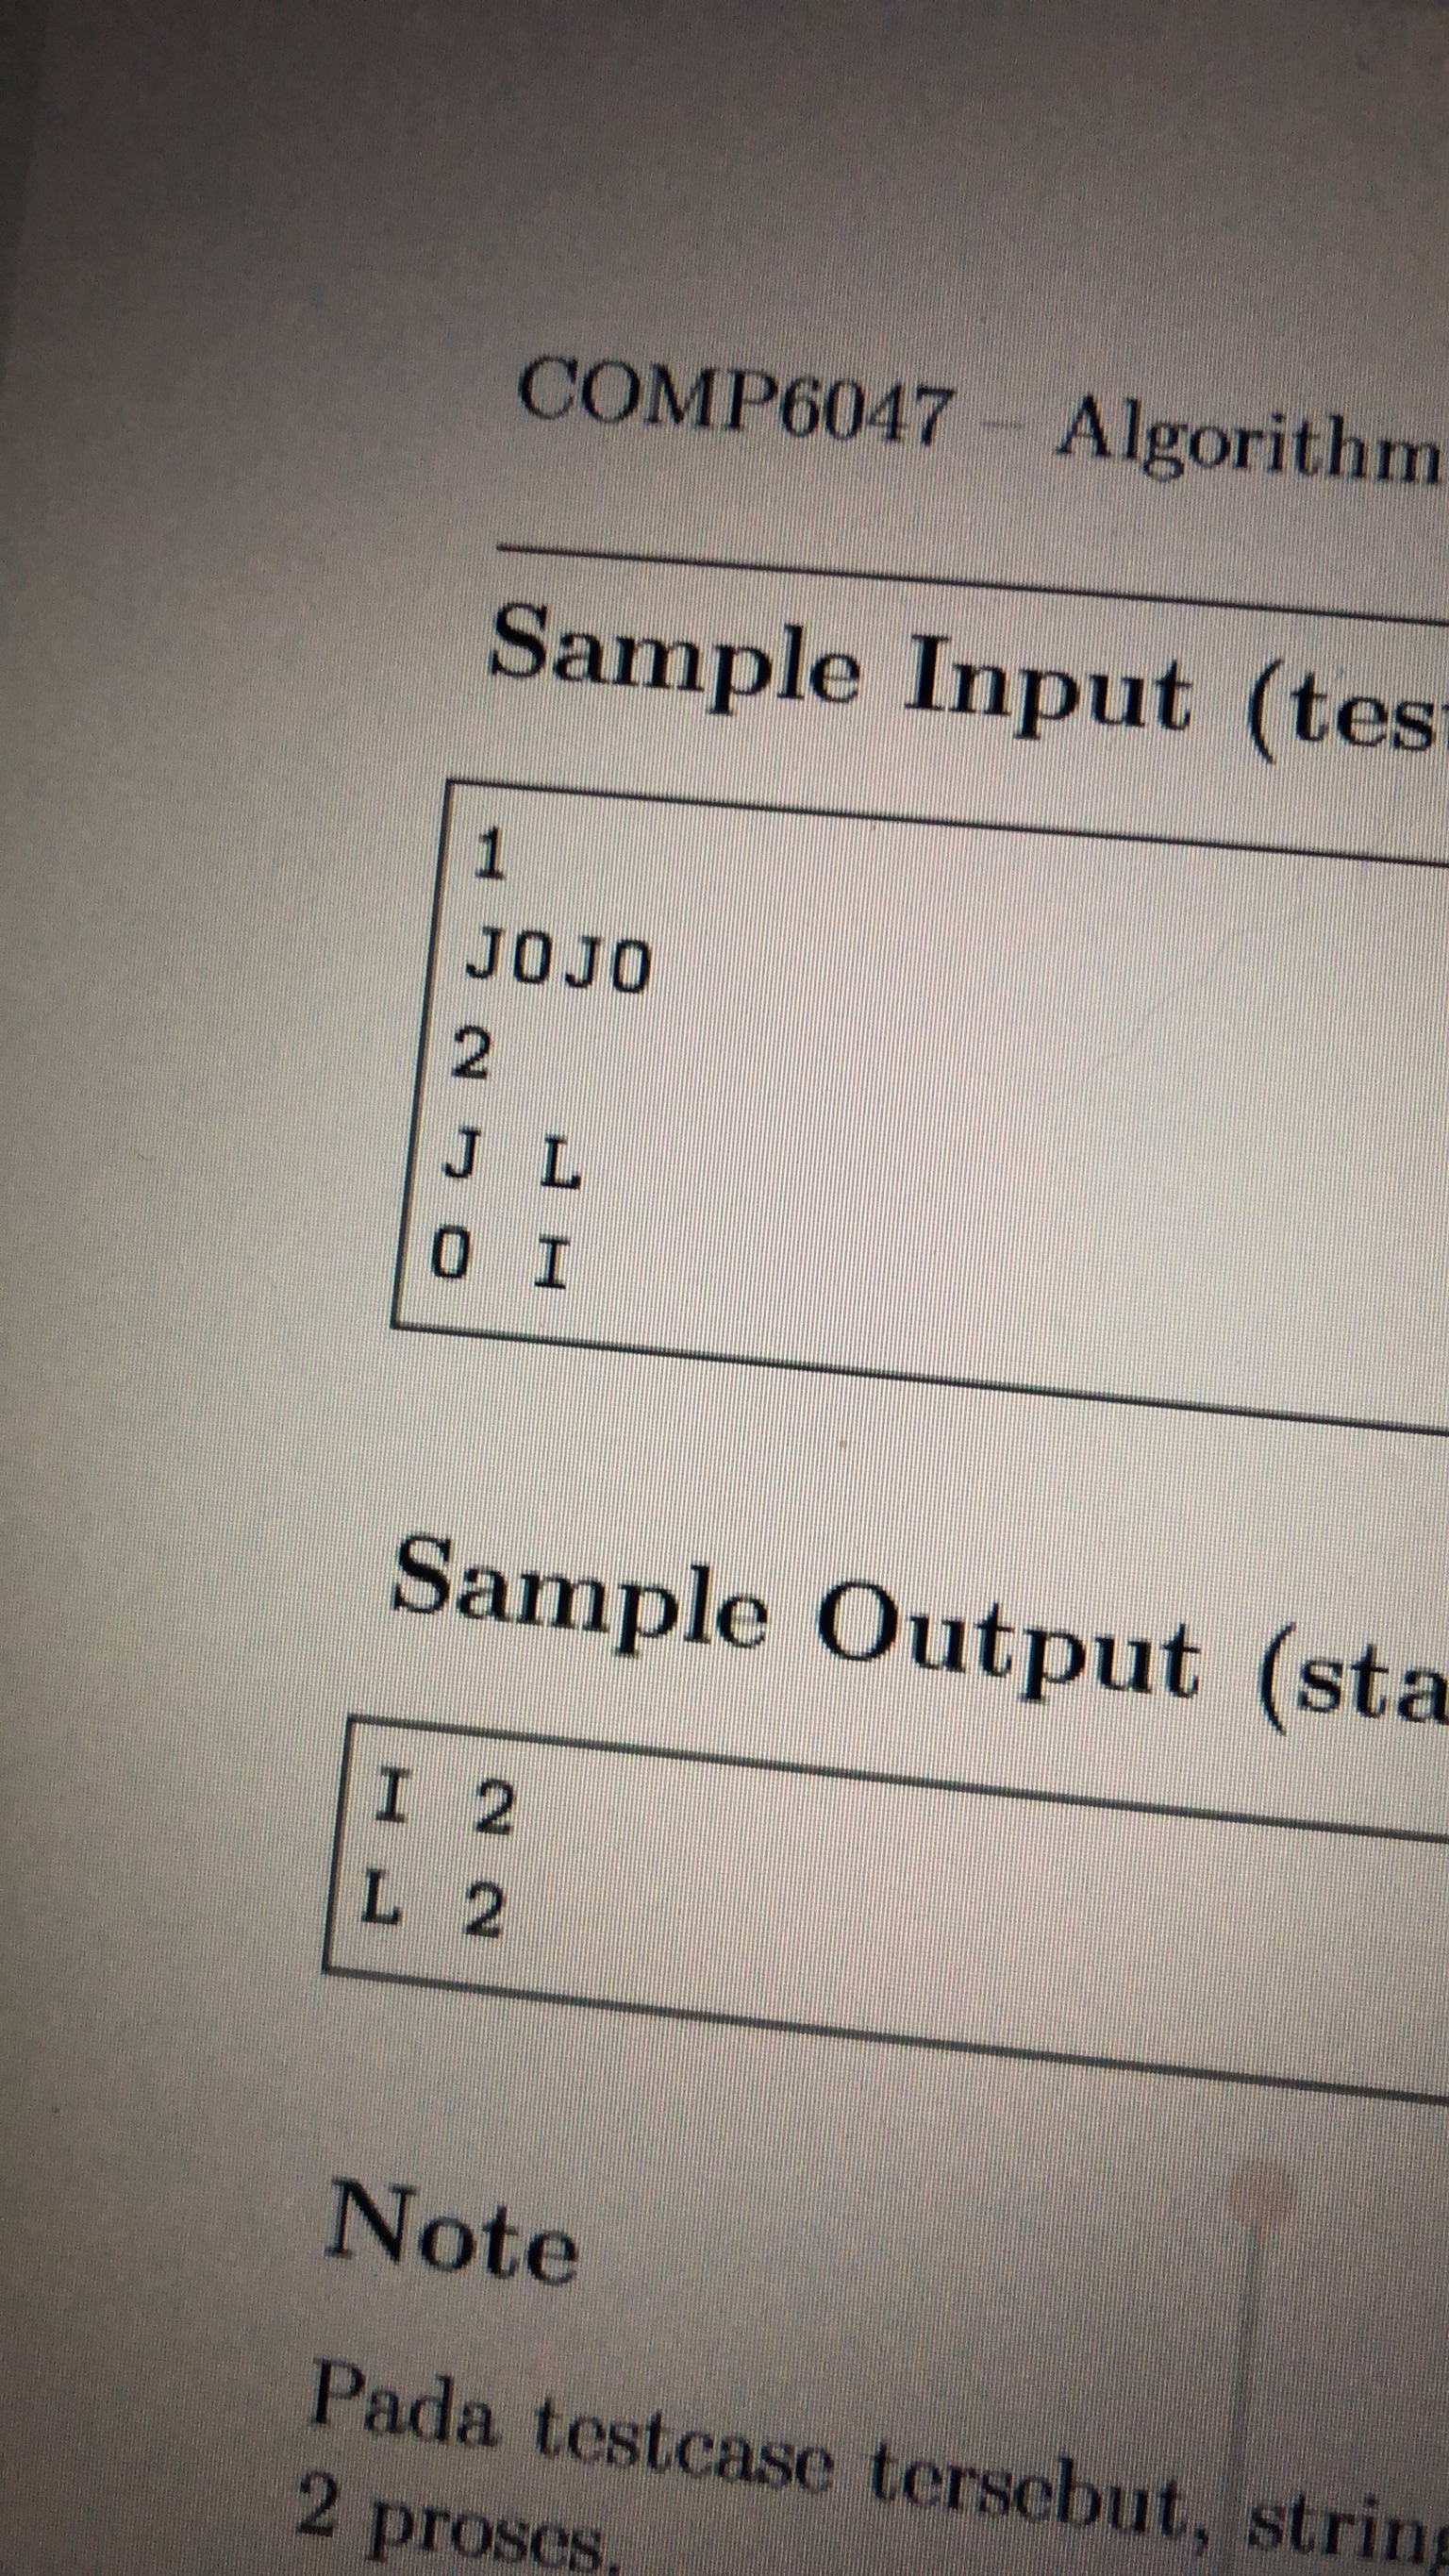 COMP6047 – Algorithm
Sample Input (tes
1
JOJO
2
J L
O I
Sample Output (sta
I 2
L 2
Note
Pada testcase tersebut, string
2 proses.